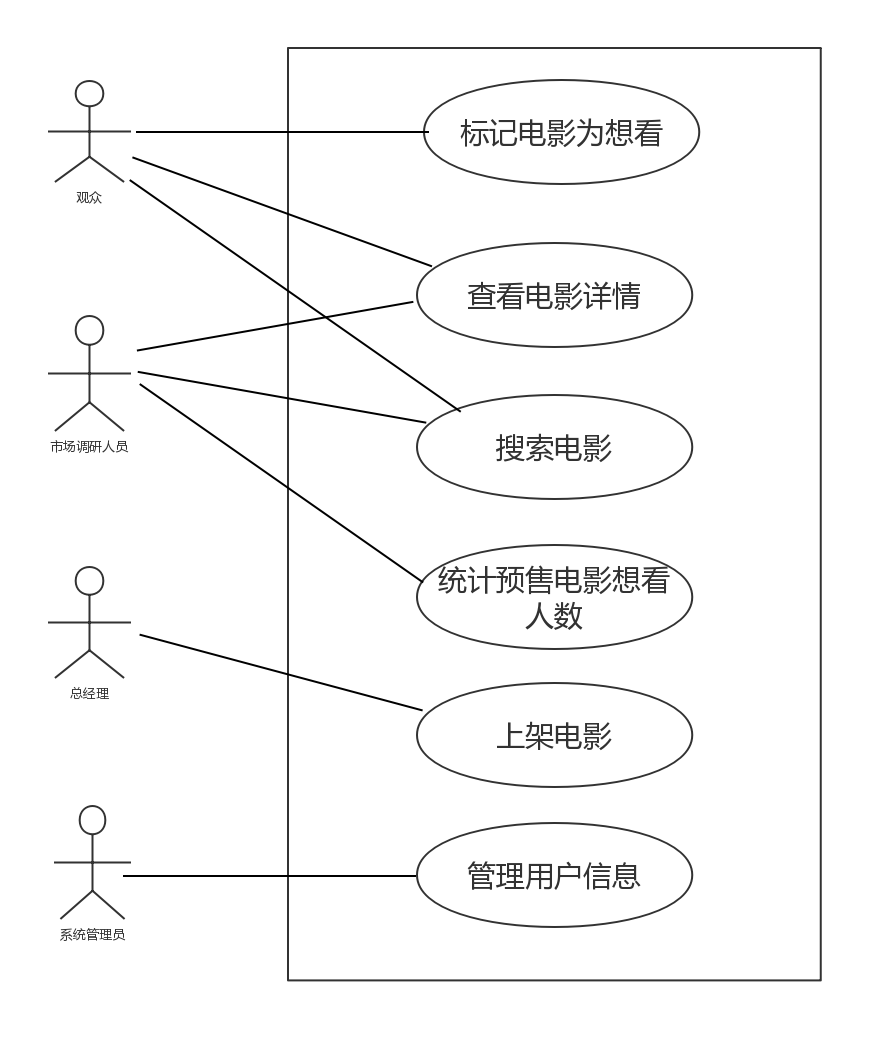 标记电影为想看
观众
查看电影详情
市场调研人员
搜索电影
统计预售电影想看
人数
总经理
上架电影
管理用户信息
系统管理员